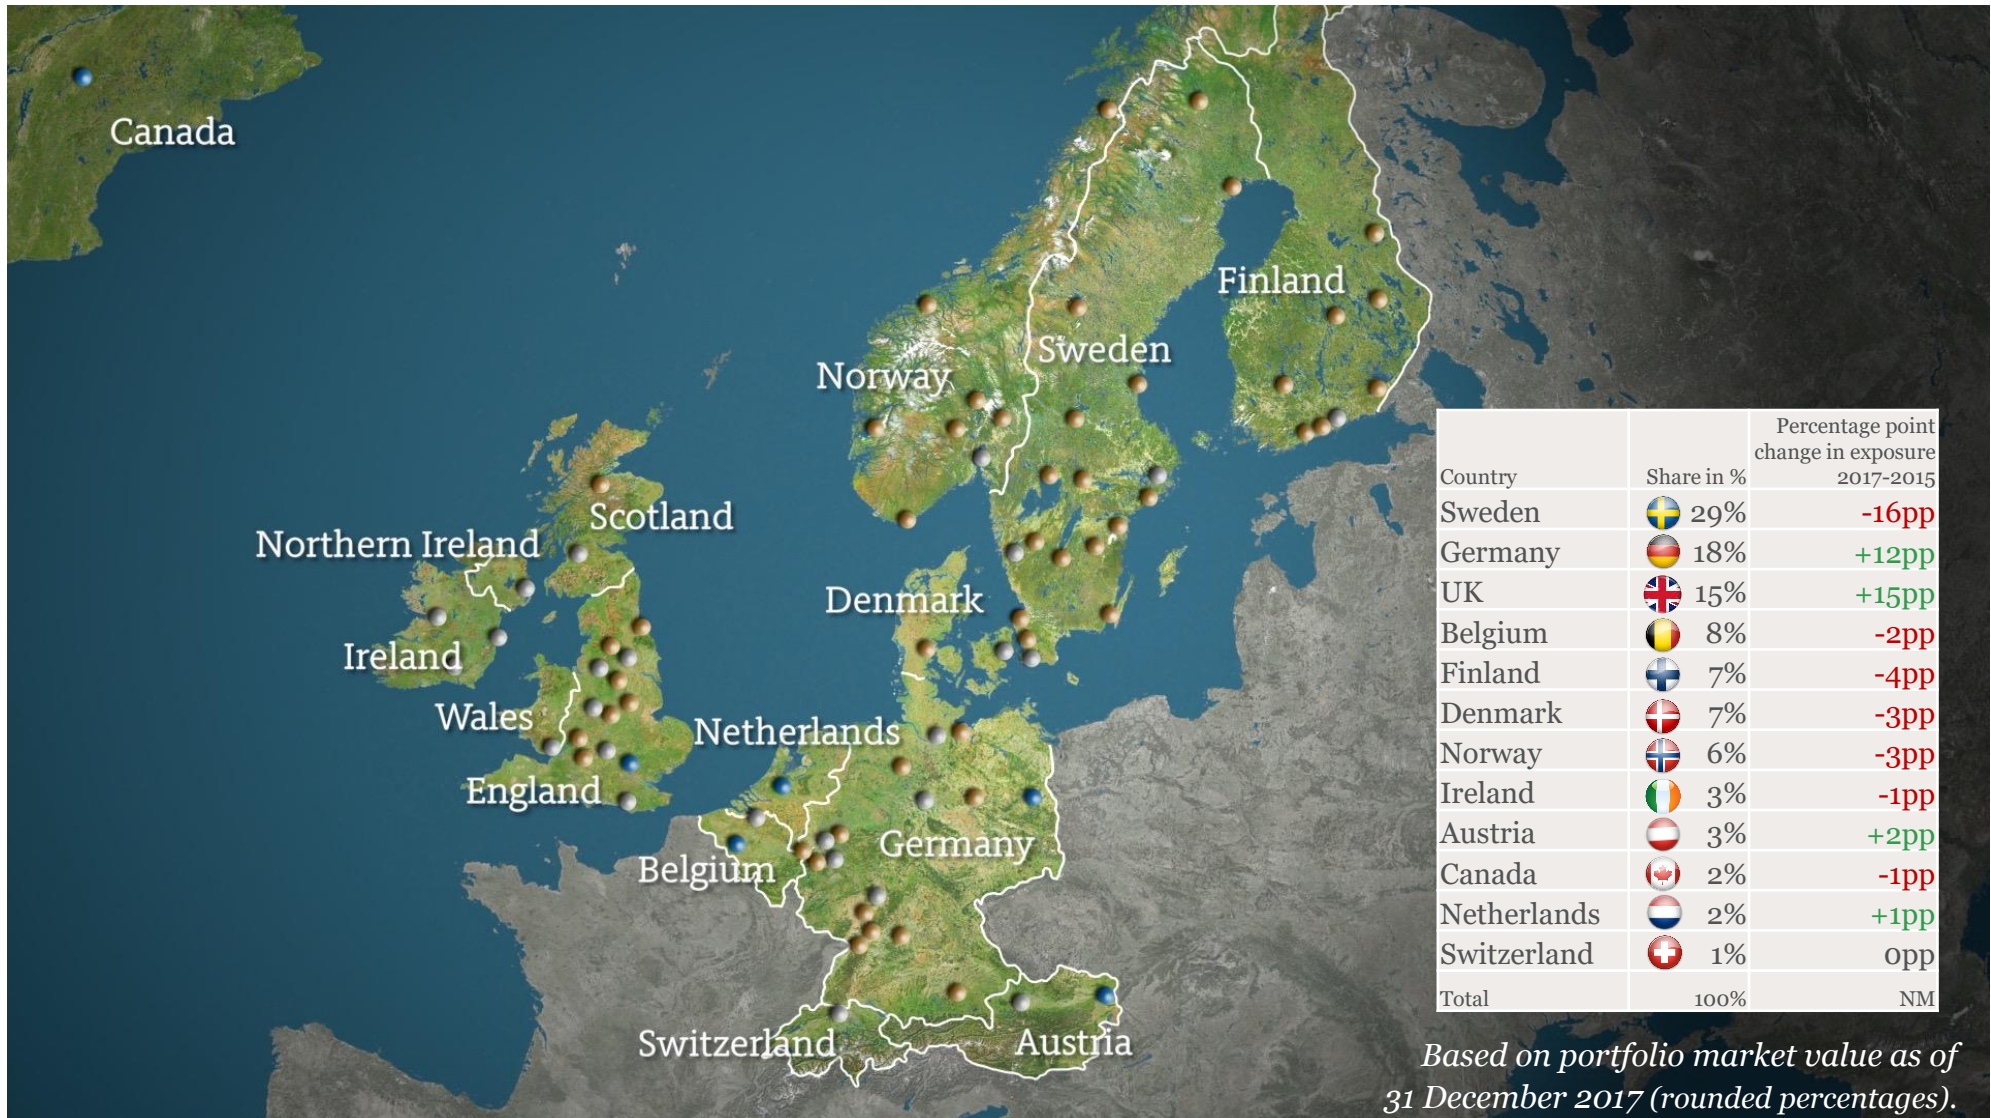 Canada
Finland
Sweden
Norway
Scotland
Northern Ireland
Denmark
Ireland
Wales
Netherlands
England
Germany
Belgium
Switzerland
Austria
Country Share in % Percentage point
change in exposure
2017-2015
Sweden 29% -16pp
Germany 18% +12pp
UK 15% +15pp
Belgium 8% -2pp
Finland 7% -4pp
Denmark 7% -3pp
Norway 6% -3pp
Ireland 3% -1pp
Austria 3% +2pp
Canada 2% -1pp
Netherlands 2% +1pp
Switzerland 1% 0pp
Total 100% NM
Based on portfolio market value as of
31 December 2017 (rounded percentages).